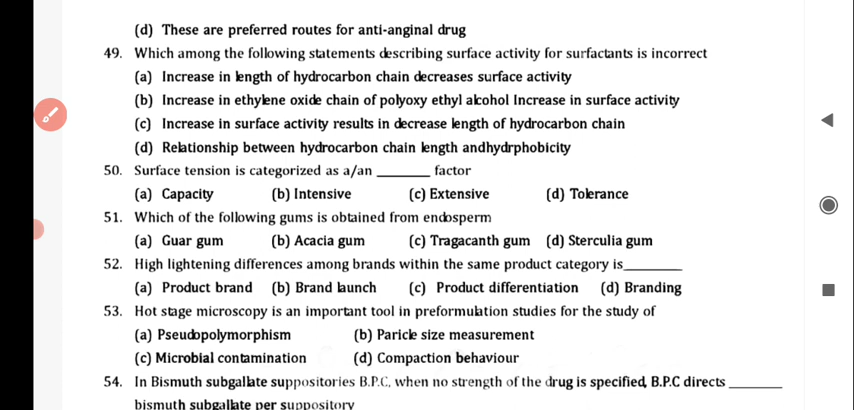 (d) These are preferred routes for anti-anginal drug
49. Which among the following statements describing surface activity for surfactants is incorrect
(a) Increase in length of hydrocarbon chain decreases surface activity
(b) Increase in ethylene oxide chain of polyoxy ethyl alcohol Increase in surface activity
(c) Increase in surface activity results in decrease length of hydrocarbon chain
(d) Relationship between hydrocarbon chain length andhydrphobicity
50. Surface tension is categorized as a/an _______ factor
(a) Capacity (b) Intensive (c) Extensive (d) Tolerance
51. Which of the following gums is obtained from endosperm
(a) Guar gum (b) Acacia gum (c) Tragacanth gum (d) Sterculia gum
52. High lightening differences among brands within the same product category is_______
(a) Product brand (b) Brand launch (c) Product differentiation (d) Branding
53. Hot stage microscopy is an important tool in preformulation studies for the study of
(a) Pseudopolymorphism (b) Paricle size measurement
(c) Microbial contamination (d) Compaction behaviour
54. In Bismuth subgallate suppositories B.P.C, when no strength of the drug is specified, B.P.C directs _______
bismuth subgallate per suppository